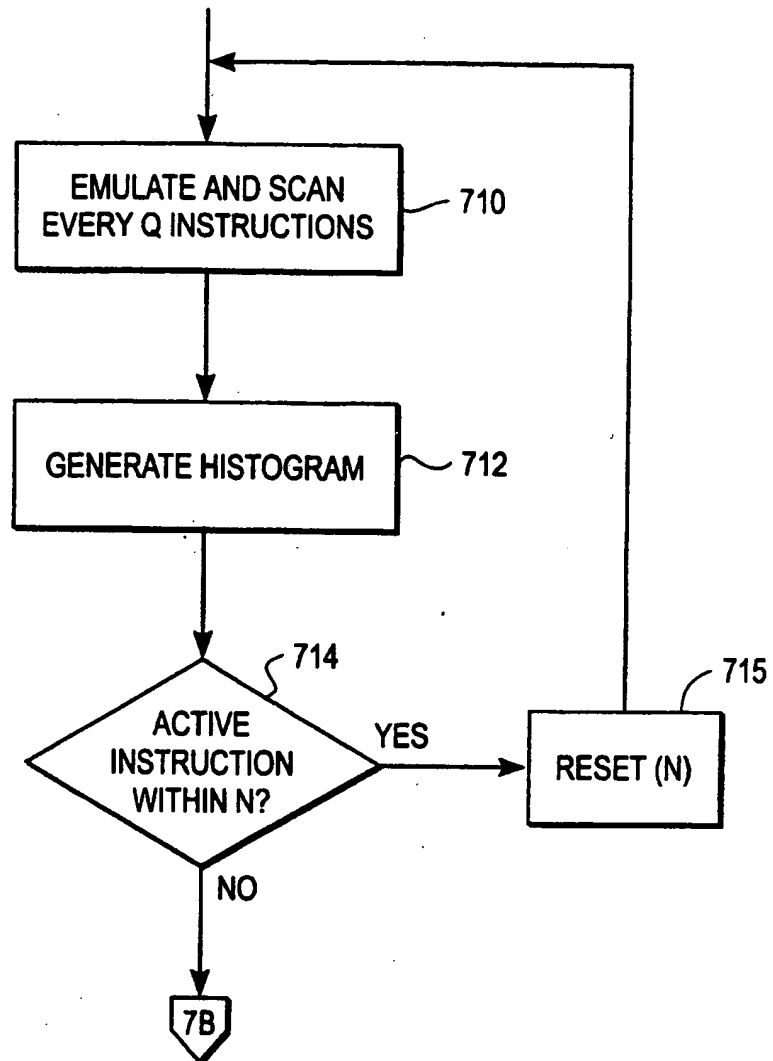 EMULATE AND SCAN
EVERY Q INSTRUCTIONS
710
GENERATE HISTOGRAM
712
714
ACTIVE
INSTRUCTION
WITHIN N?
YES
715
RESET (N)
NO
7B